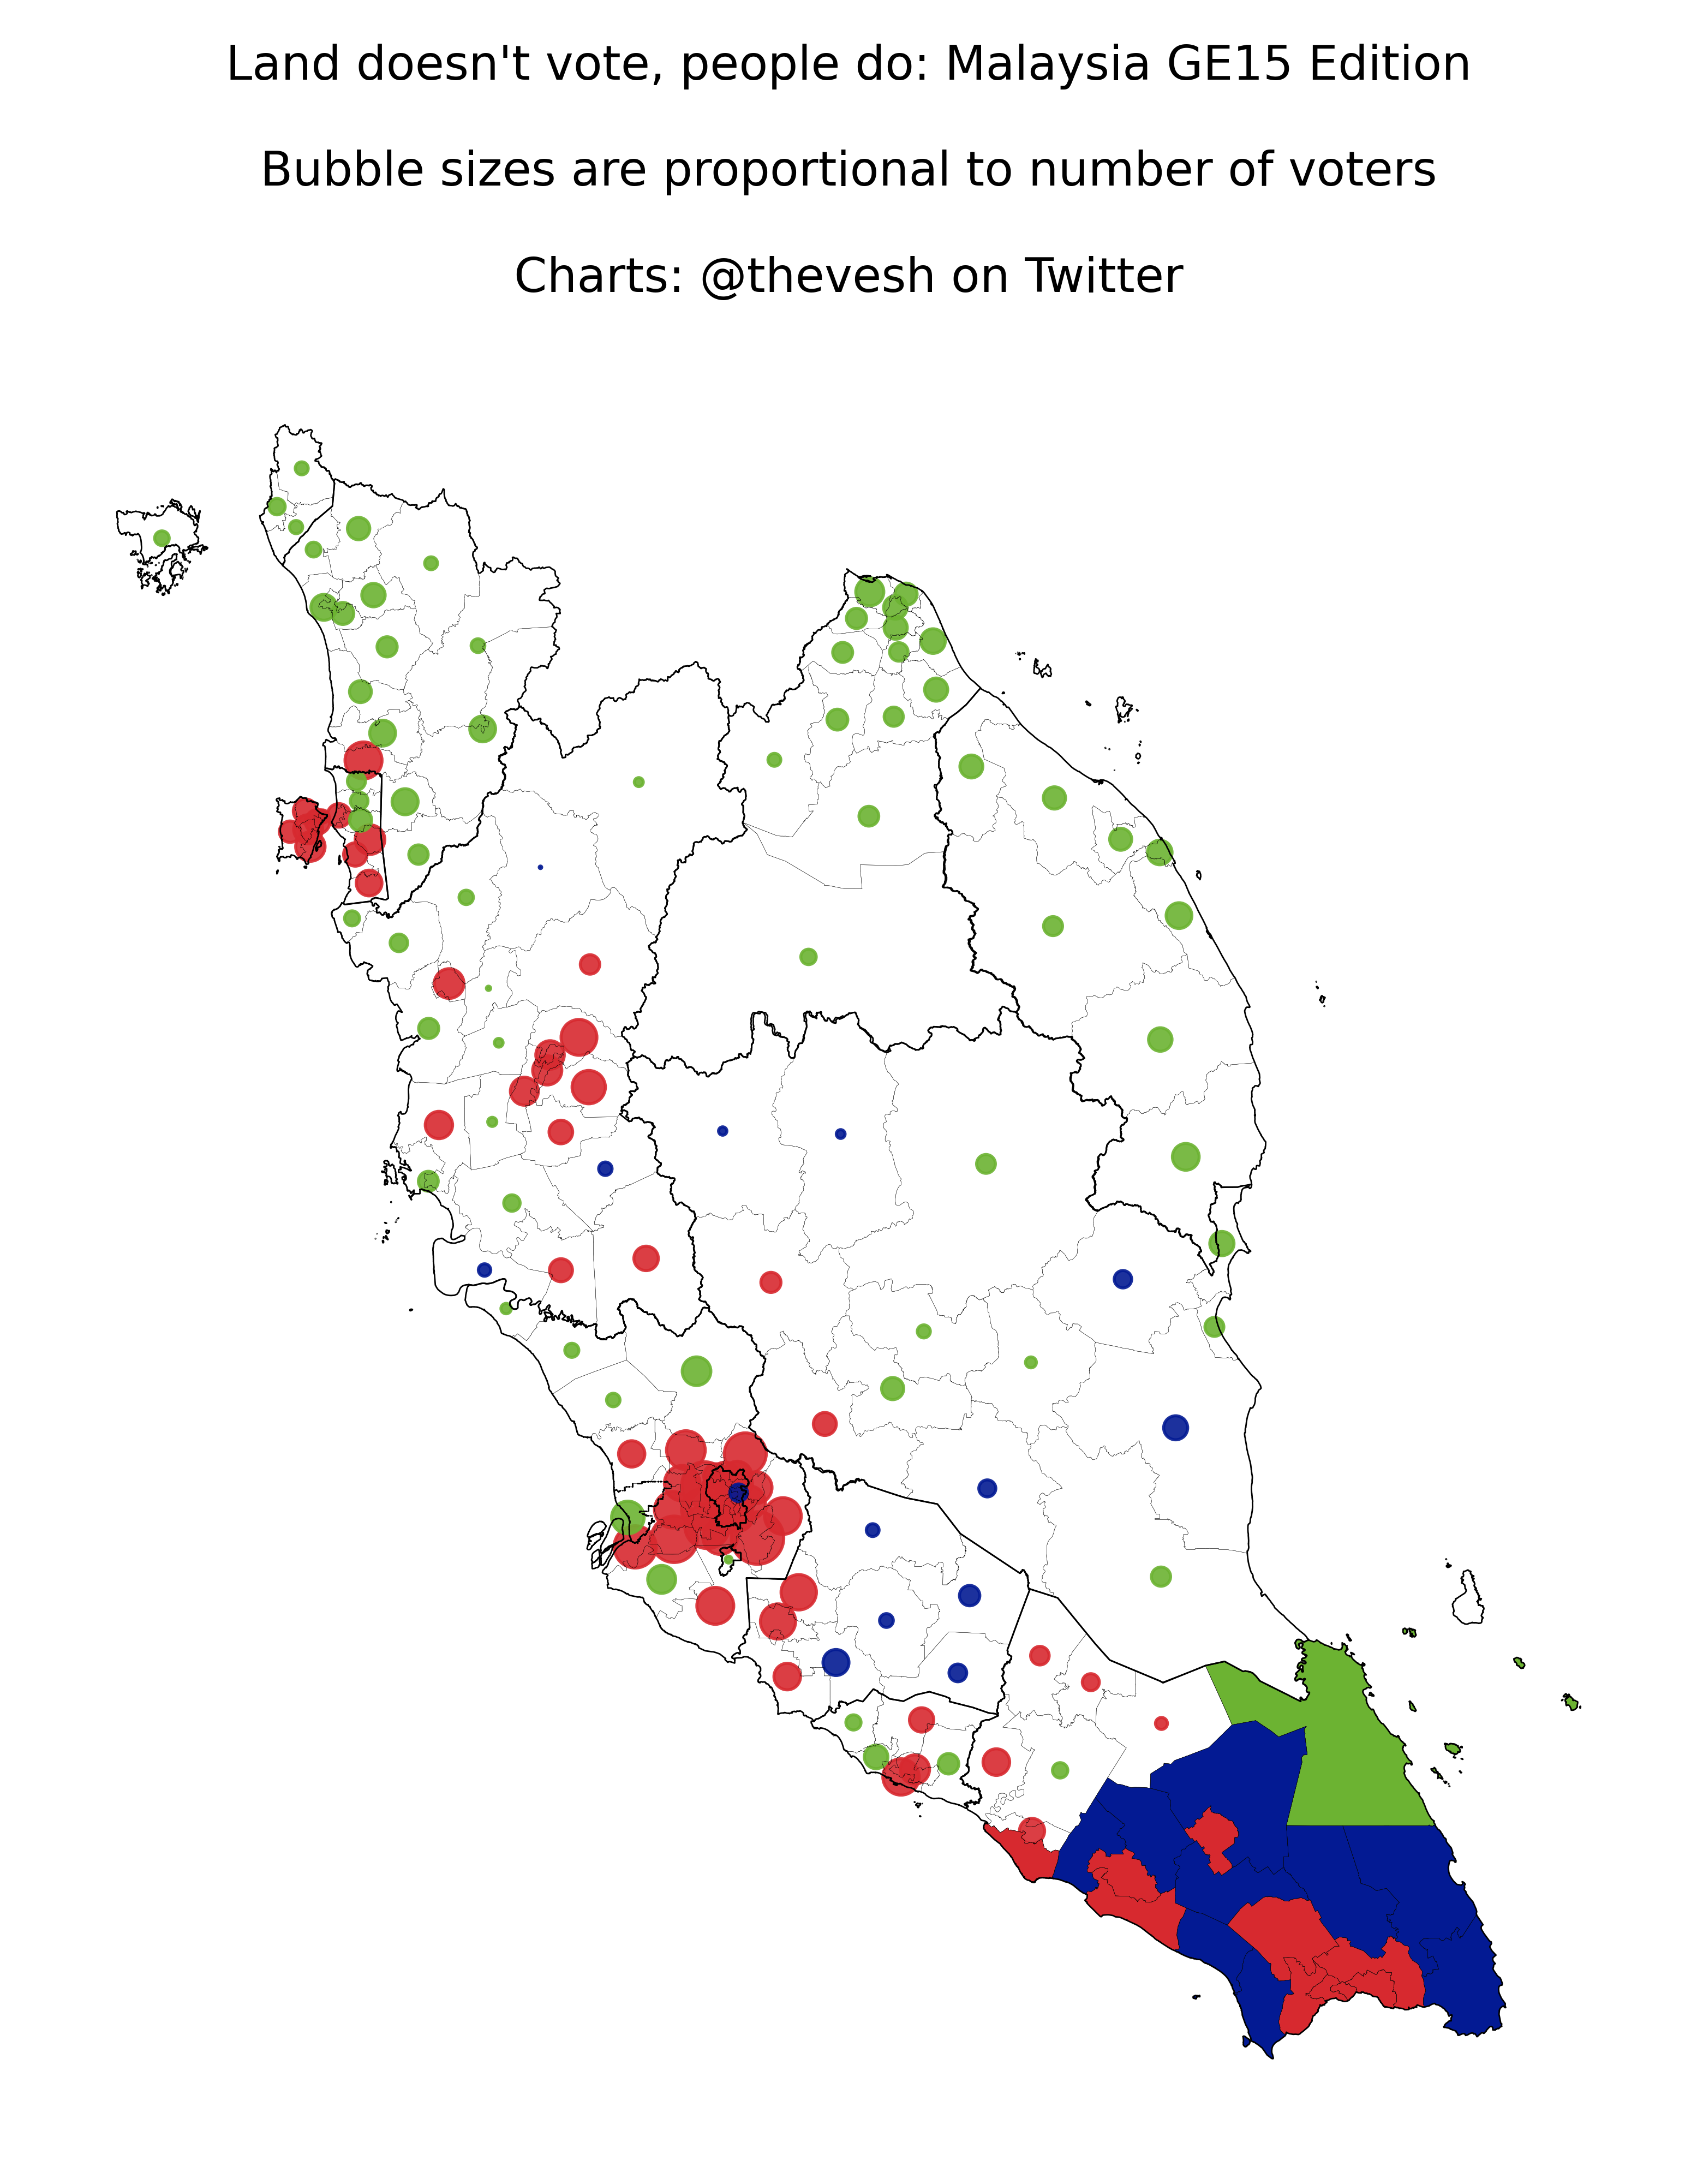 Land doesn't vote, people do: Malaysia GE15 Edition
Bubble sizes are proportional to number of voters
Charts: @thevesh on Twitter